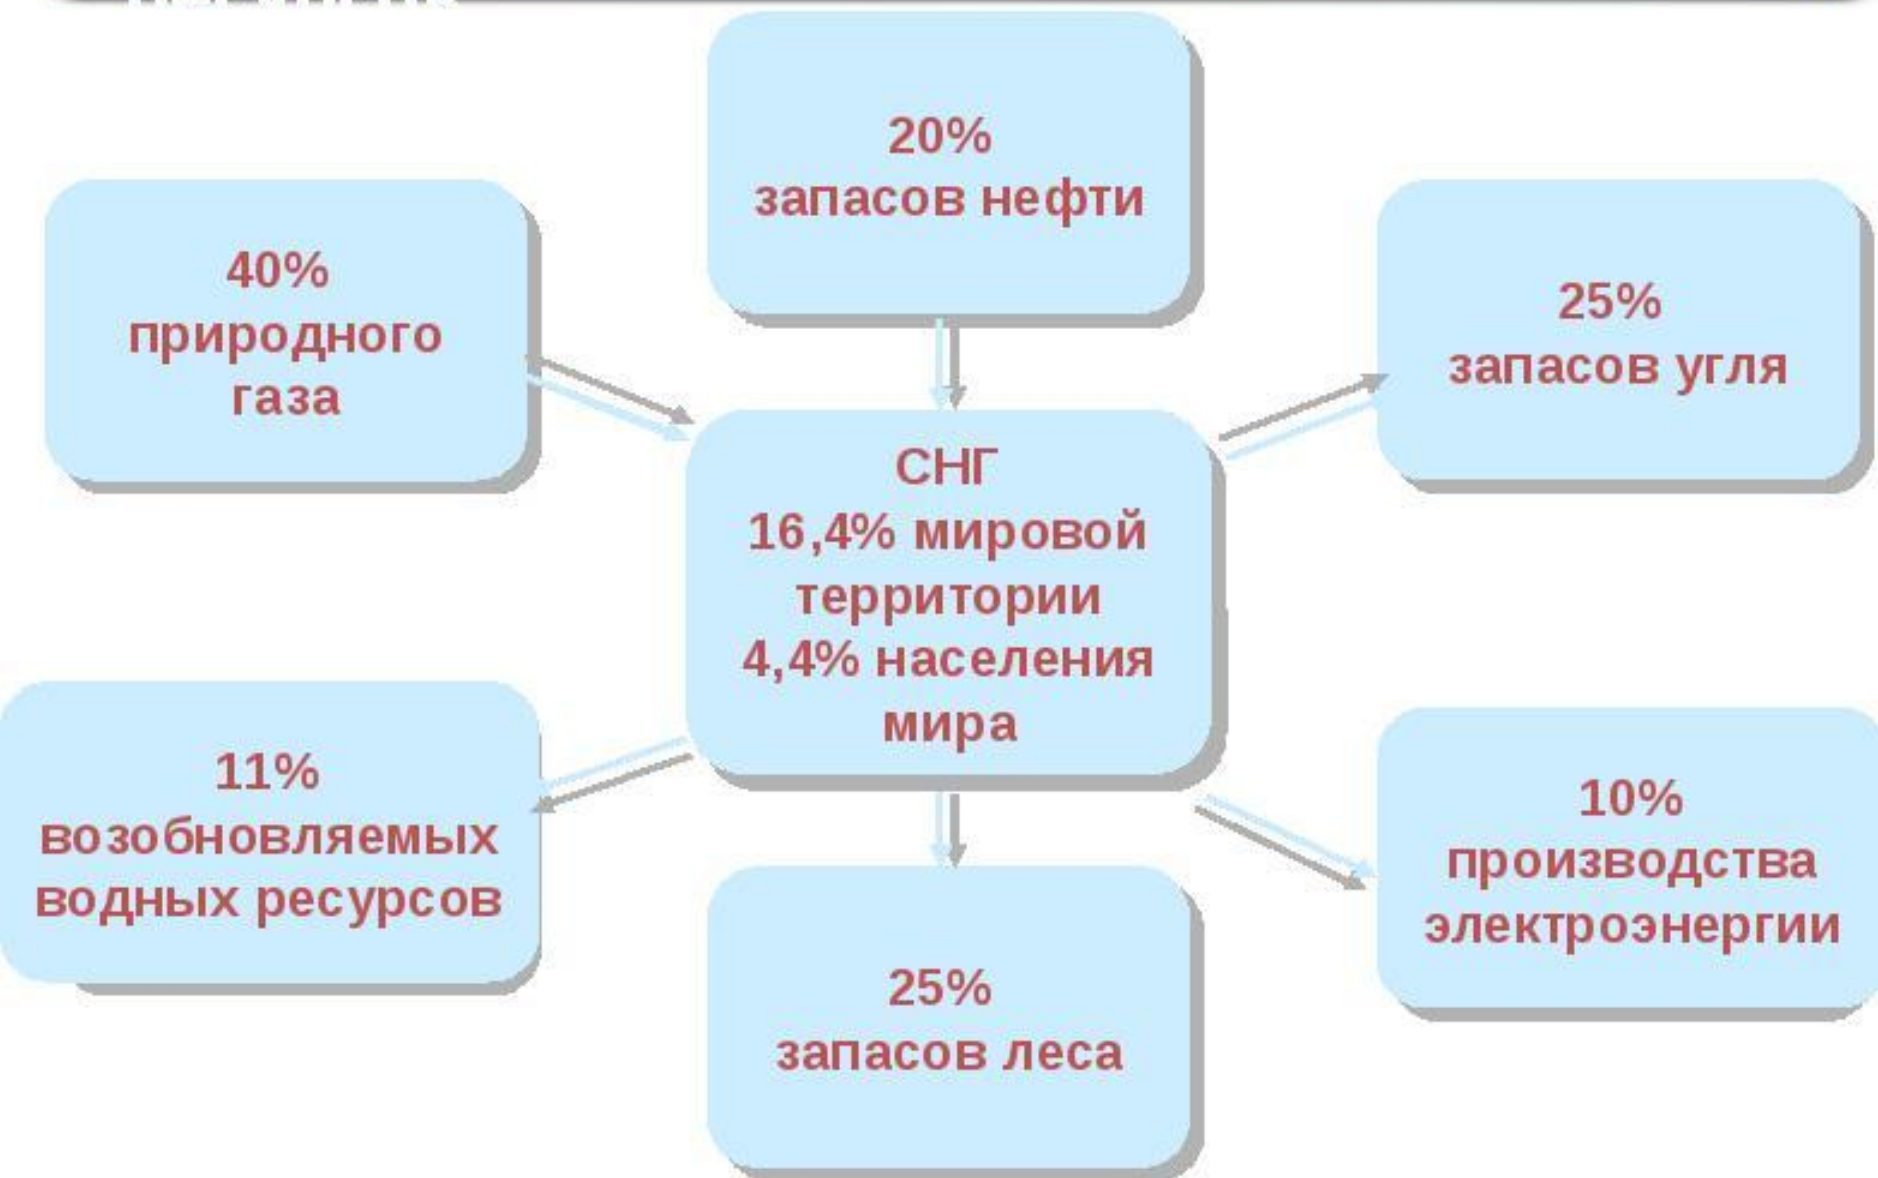 20%
запасов нефти
40%
природного
газа
25%
запасов угля
СНГ
16,4% мировой
территории
4,4% населения
мира
11%
возобновляемых
водных ресурсов
10%
производства
электроэнергии
25%
запасов леса